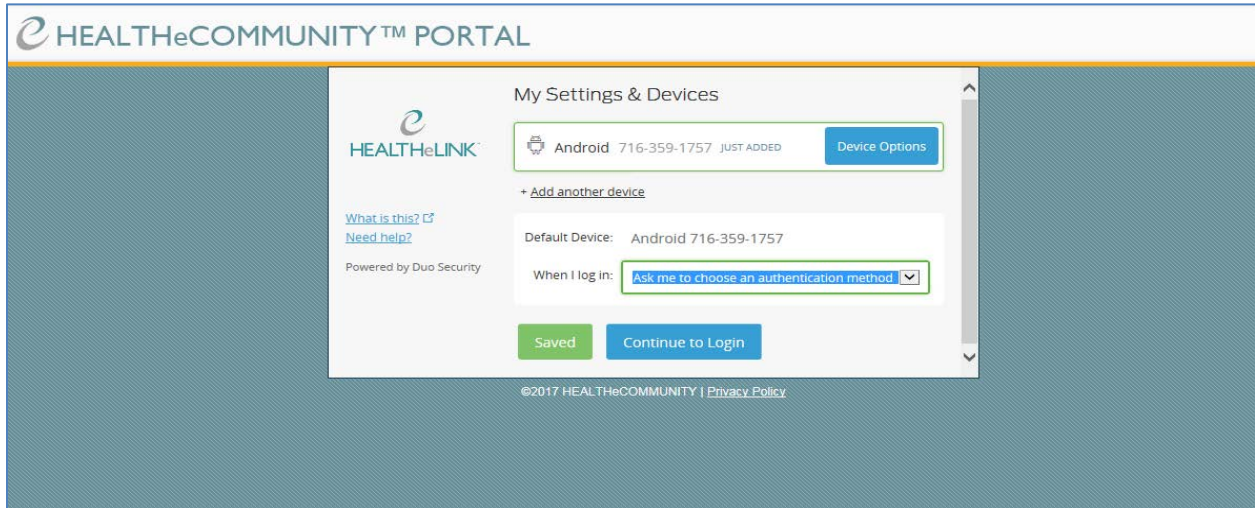 HEALTHeCOMMUNITY™ PORTAL
HEALTHeLINK™
What is this?
Need help?
Powered by Duo Security
My Settings & Devices
Android 716-359-1757 JUST ADDED Device Options
+ Add another device
Default Device: Android 716-359-1757
When I log in: Ask me to choose an authentication method
Saved Continue to Login
©2017 HEALTHeCOMMUNITY | Privacy Policy